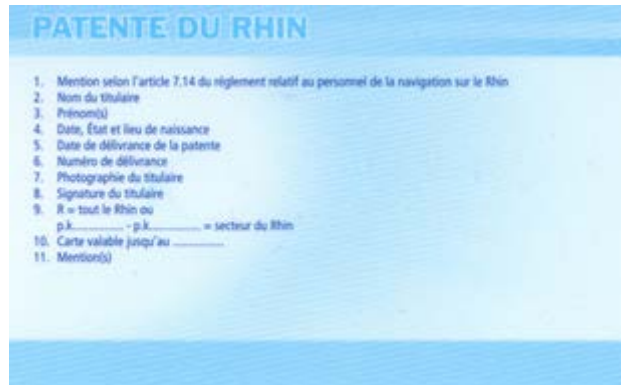 PATENTE DU RHIN
1. Mention selon l'article 7.14 du règlement relatif au personnel de la navigation sur le Rhin
2. Nom du titulaire
3. Prénom(s)
4. Date, État et lieu de naissance
5. Date de délivrance de la patente
6. Numéro de délivrance
7. Photographie du titulaire
8. Signature du titulaire
9. R = tout le Rhin ou
p.k.............. - p.k.............. = secteur du Rhin
10. Carte valable jusqu'au ..............
11. Mention(s)